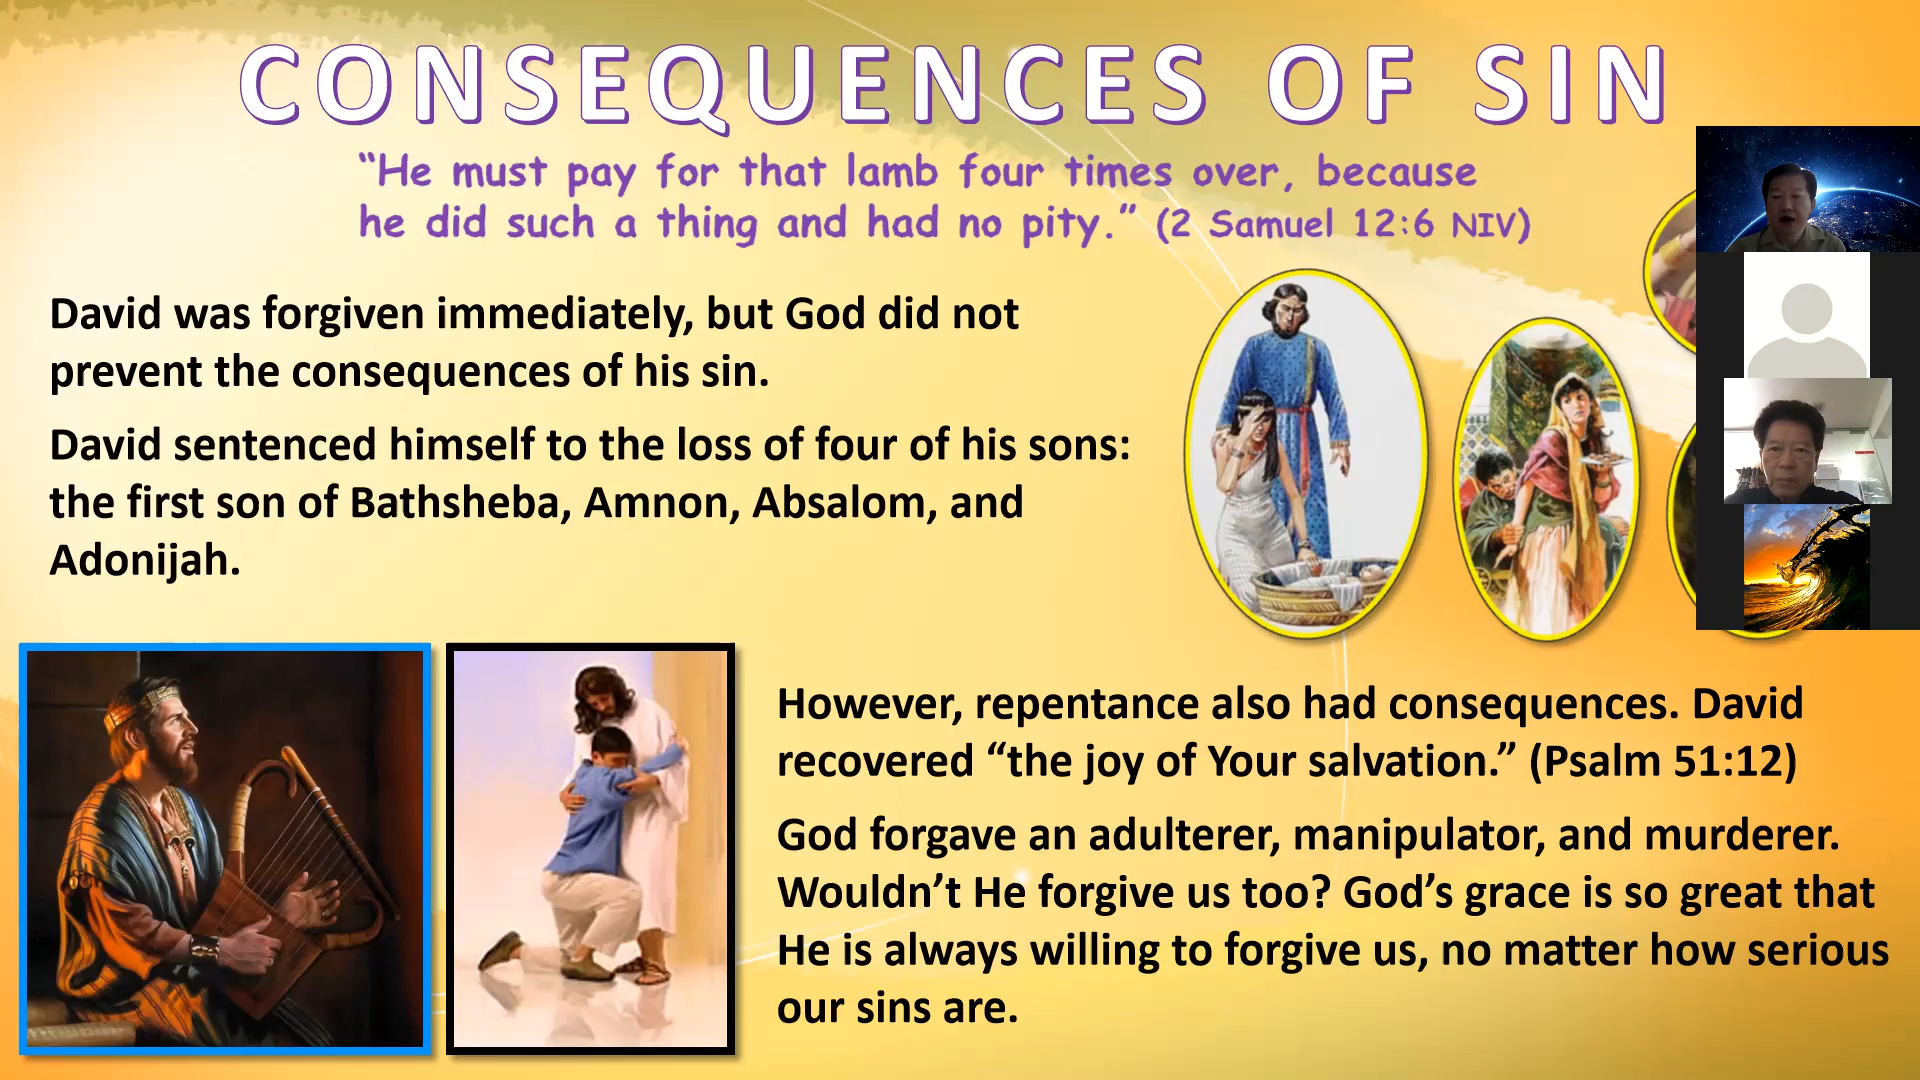 CONSEQUENCES OF SIN
“He must pay for that lamb four times over, because
he did such a thing and had no pity.” (2 Samuel 12:6 NIV)
David was forgiven immediately, but God did not
prevent the consequences of his sin.
David sentenced himself to the loss of four of his sons:
the first son of Bathsheba, Amnon, Absalom, and
Adonijah.
However, repentance also had consequences. David
recovered “the joy of Your salvation.” (Psalm 51:12)
God forgave an adulterer, manipulator, and murderer.
Wouldn’t He forgive us too? God’s grace is so great that
He is always willing to forgive us, no matter how serious
our sins are.